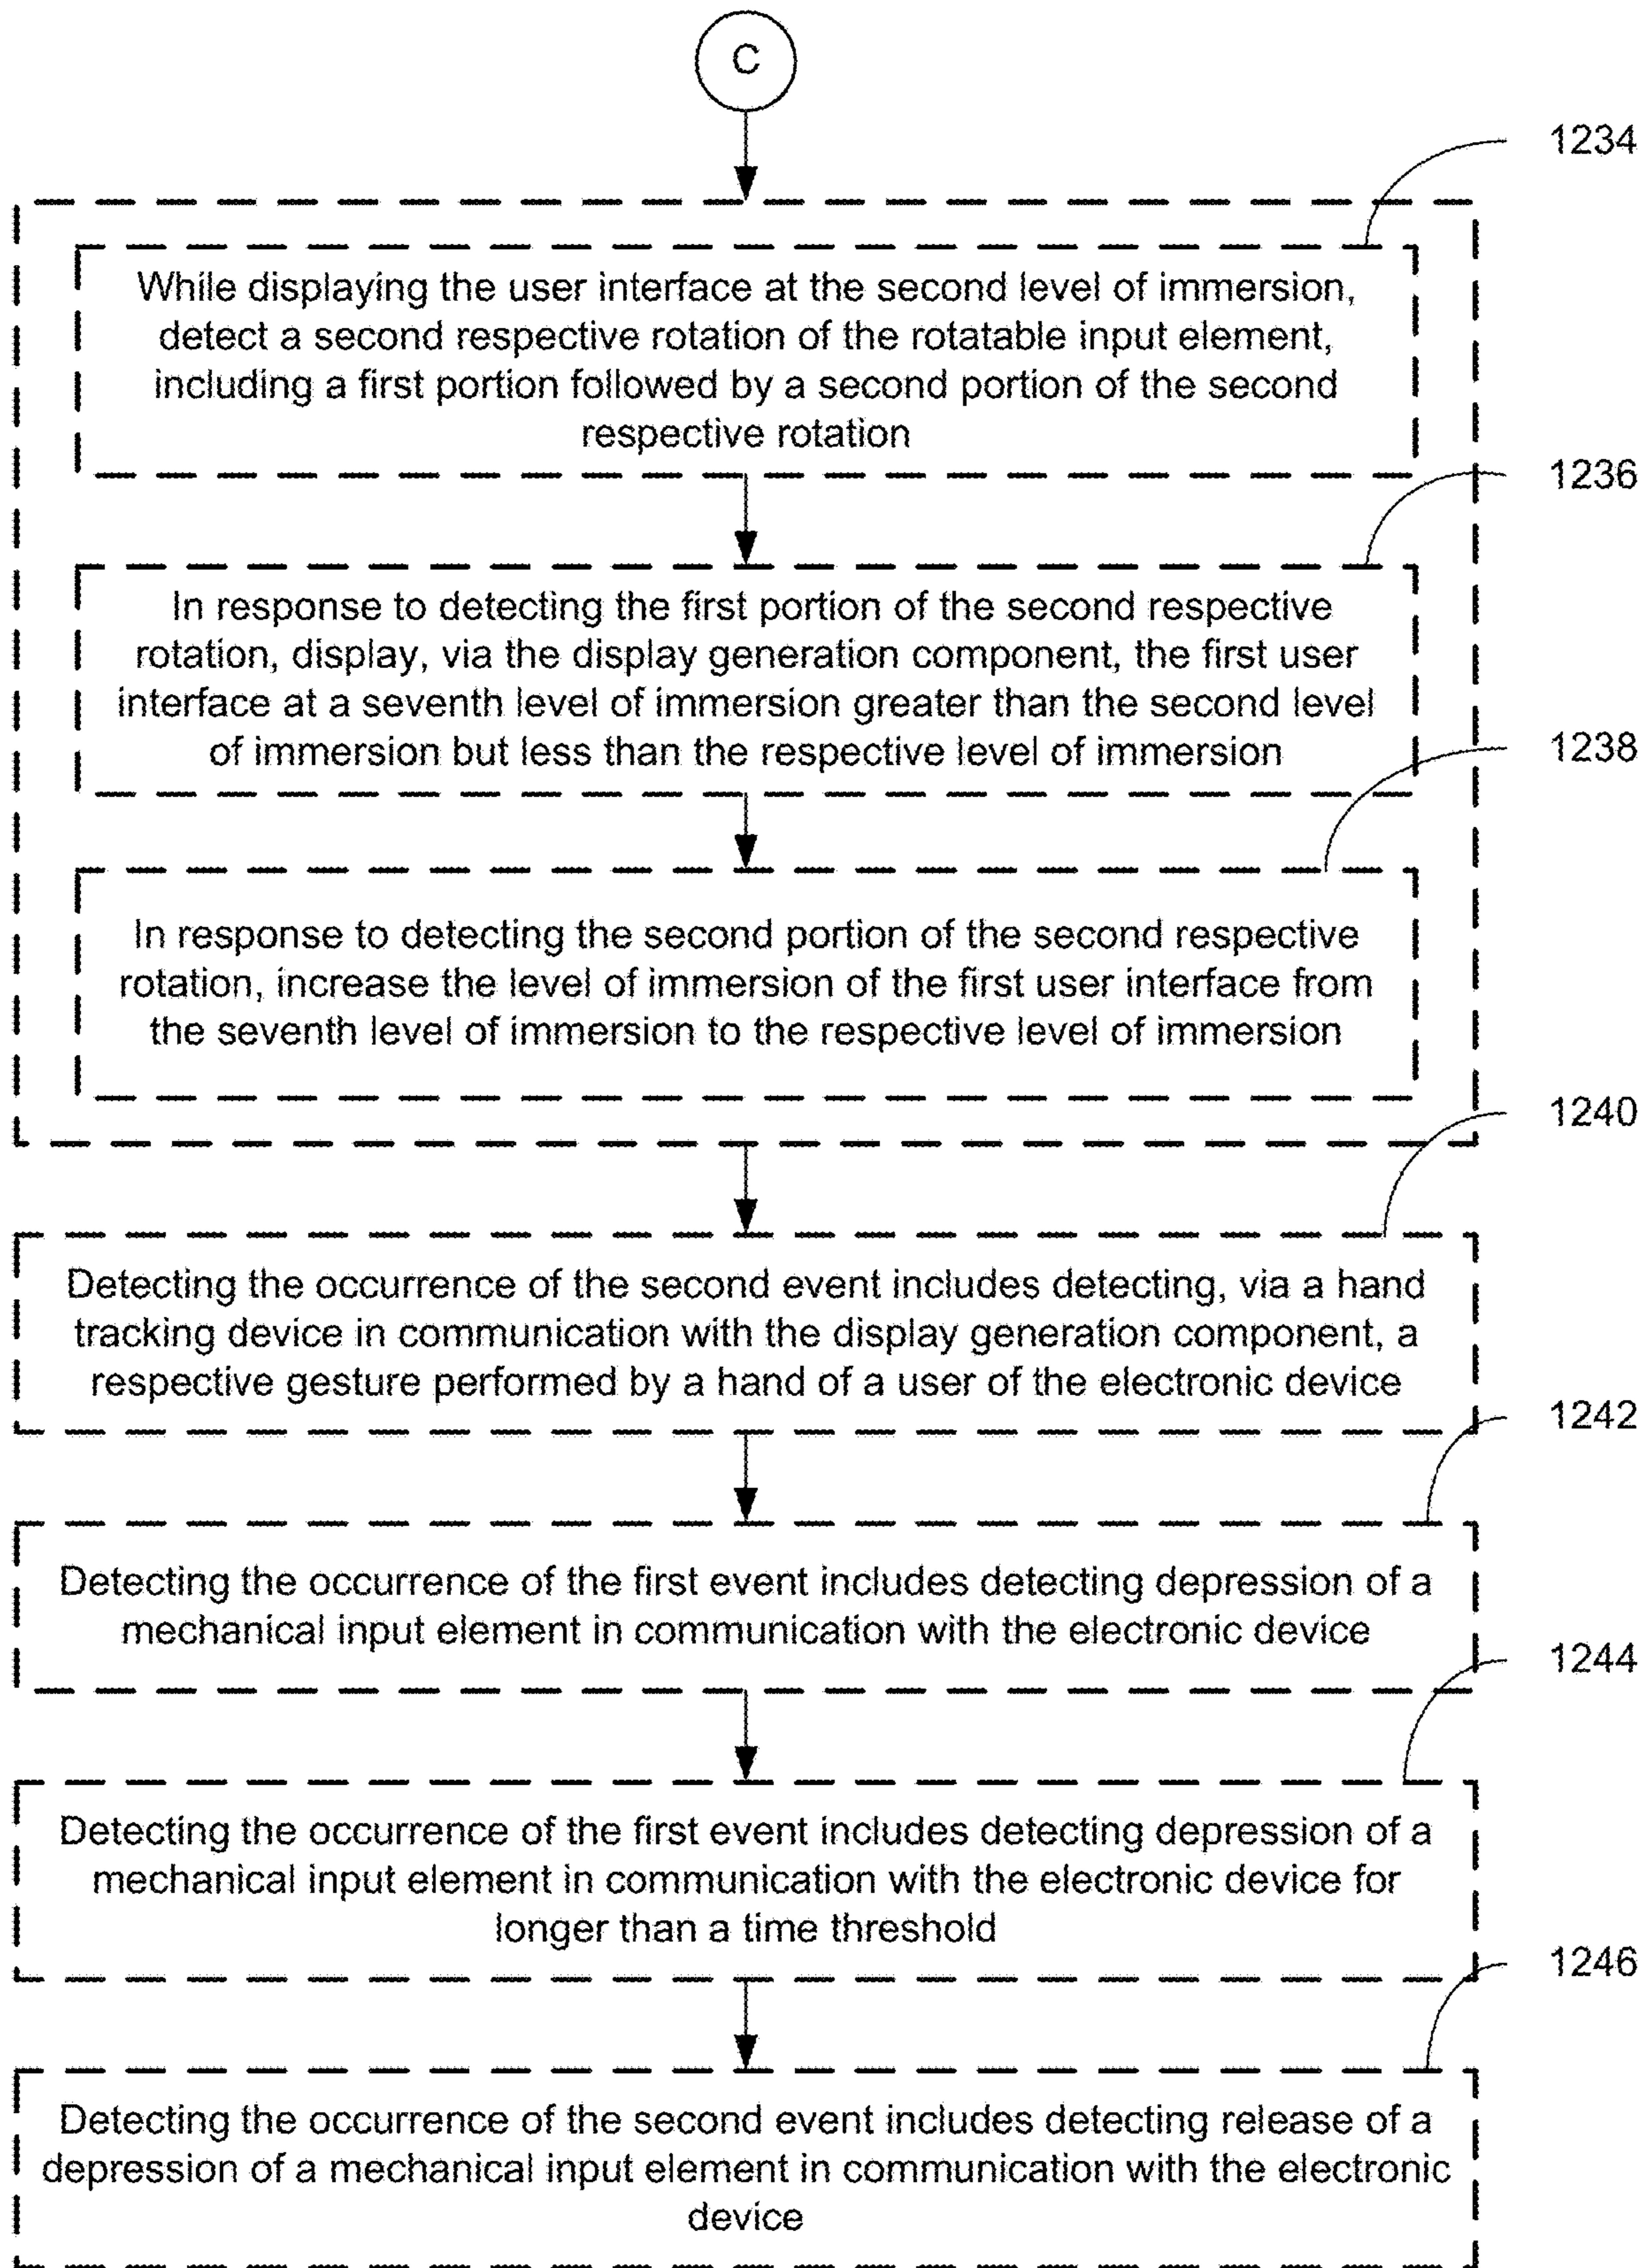 C
1234
While displaying the user interface at the second level of immersion,
detect a second respective rotation of the rotatable input element,
including a first portion followed by a second portion of the second
respective rotation
1236
In response to detecting the first portion of the second respective
rotation, display, via the display generation component, the first user
interface at a seventh level of immersion greater than the second level
of immersion but less than the respective level of immersion
1238
In response to detecting the second portion of the second respective
rotation, increase the level of immersion of the first user interface from
the seventh level of immersion to the respective level of immersion
1240
Detecting the occurrence of the second event includes detecting, via a hand
tracking device in communication with the display generation component, a
respective gesture performed by a hand of a user of the electronic device
1242
Detecting the occurrence of the first event includes detecting depression of a
mechanical input element in communication with the electronic device
1244
Detecting the occurrence of the first event includes detecting depression of a
mechanical input element in communication with the electronic device for
longer than a time threshold
1246
Detecting the occurrence of the second event includes detecting release of a
depression of a mechanical input element in communication with the electronic
device